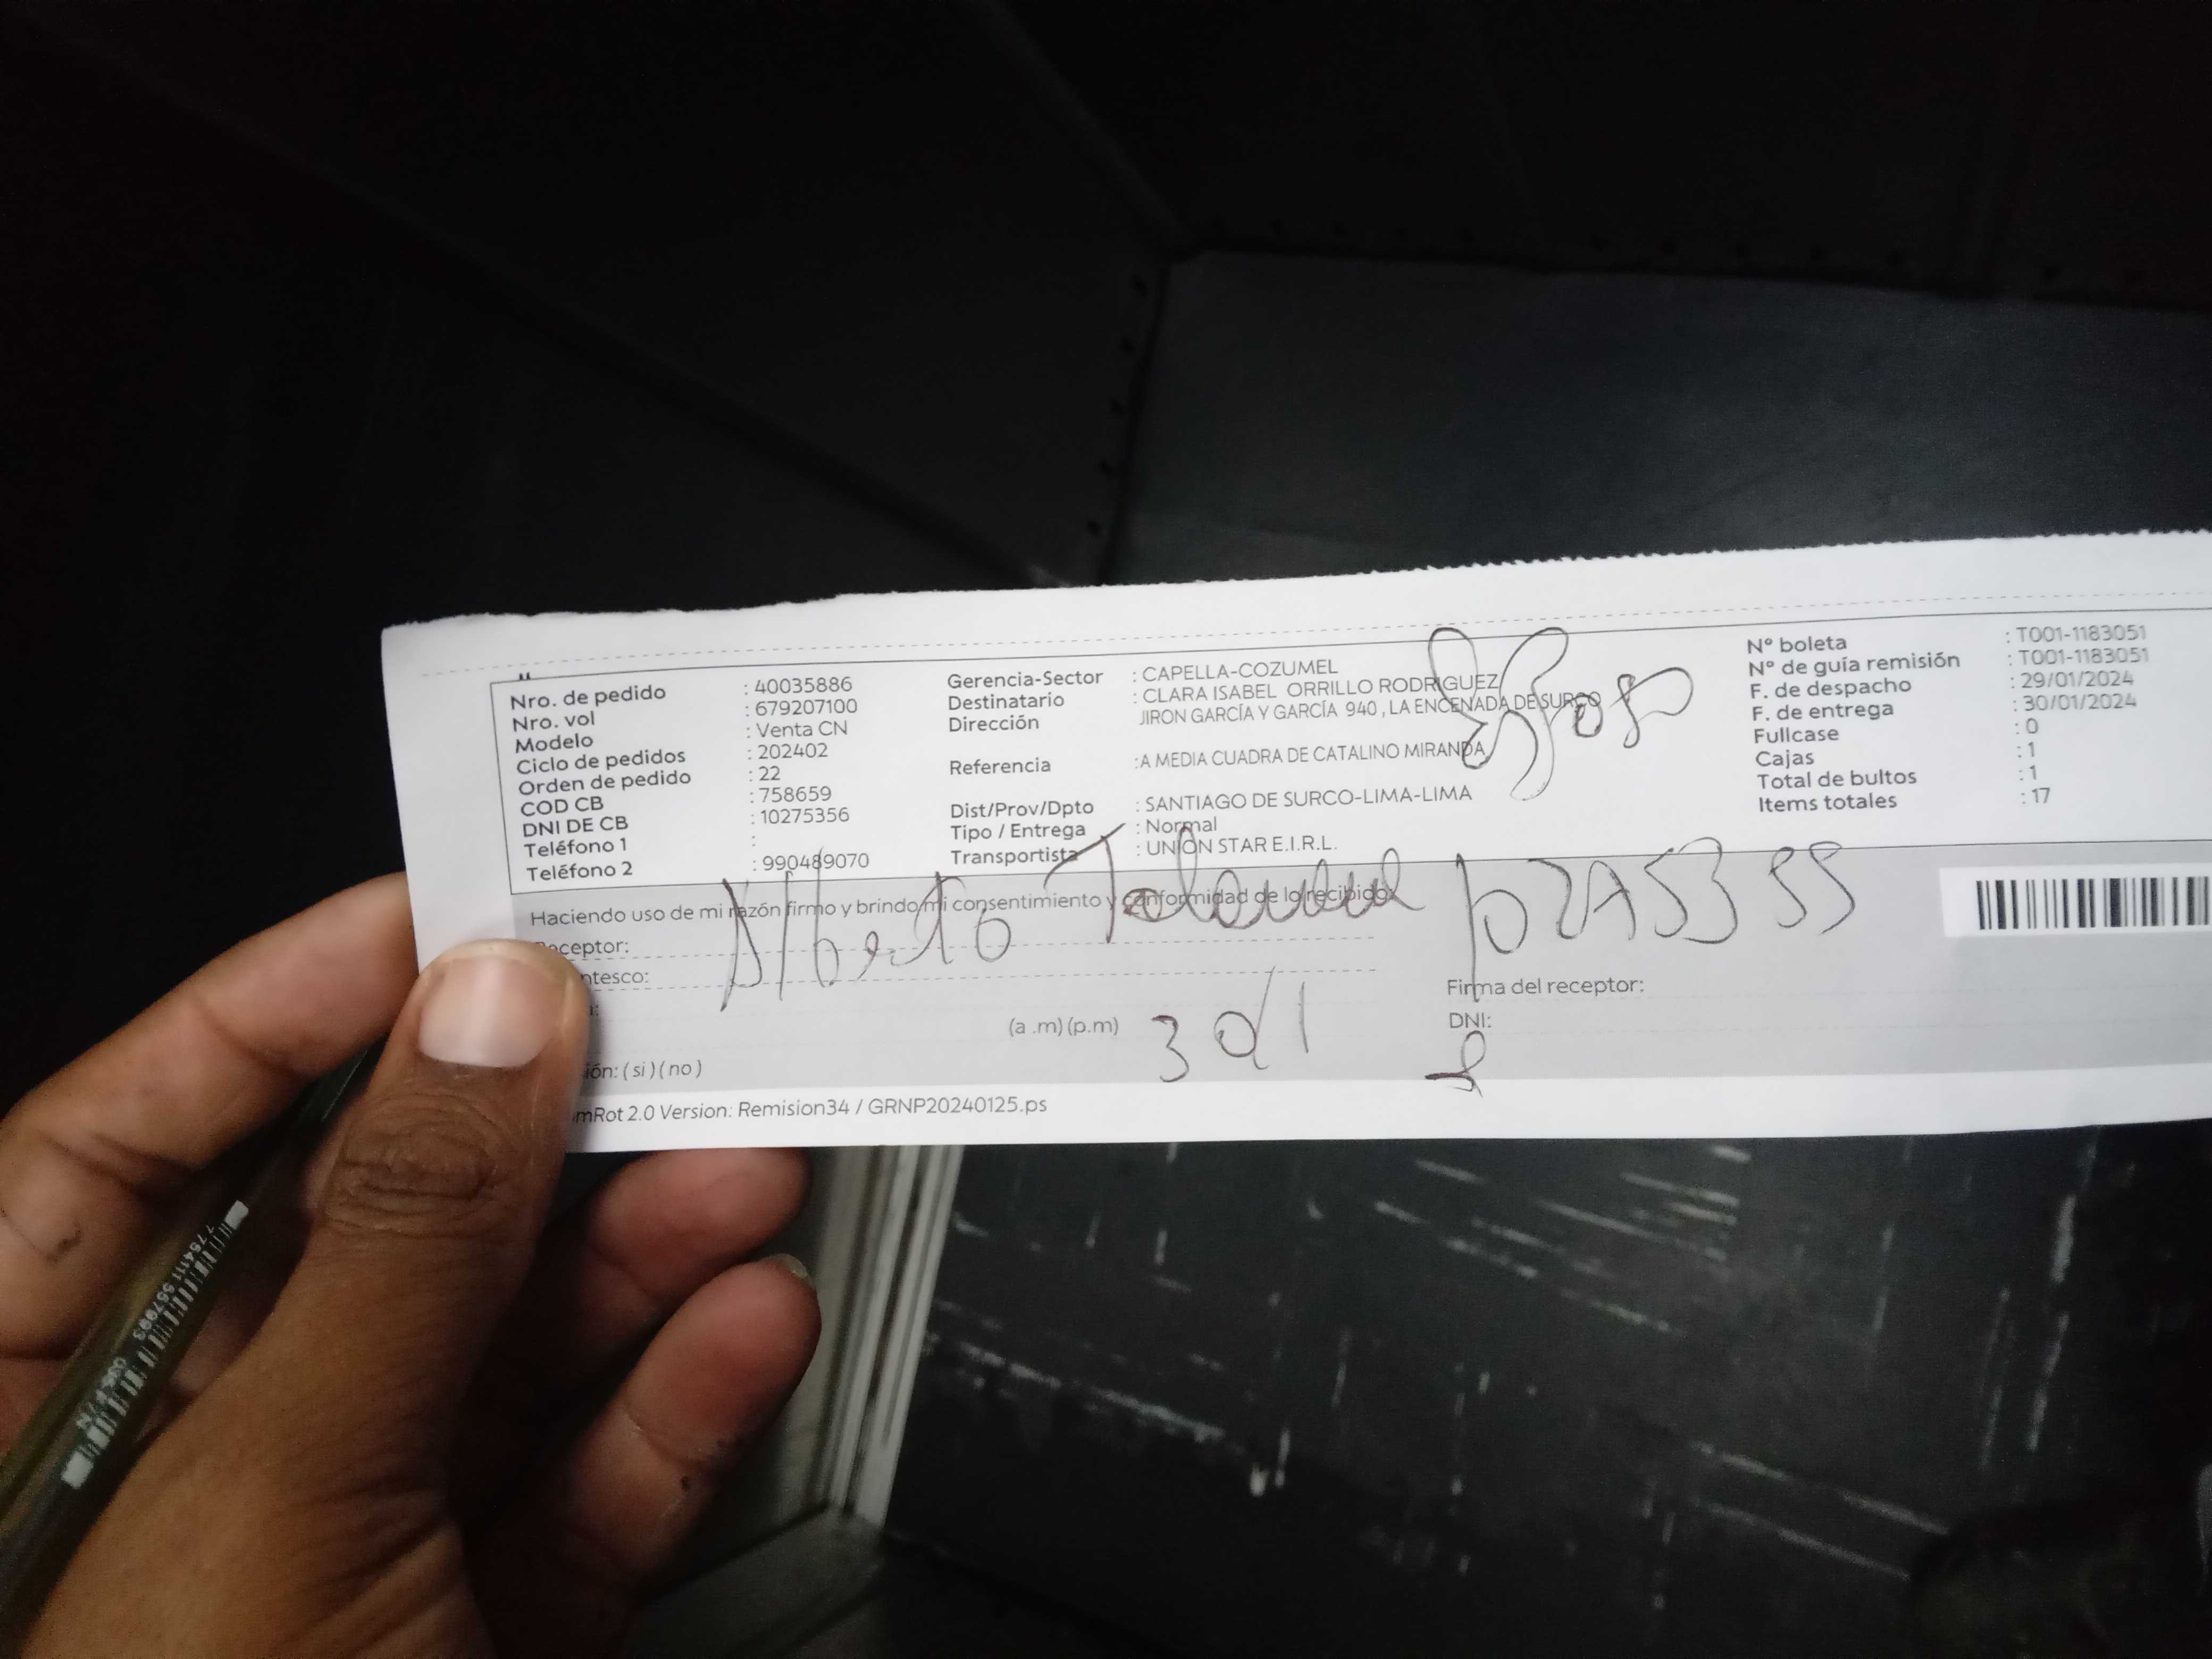 Nro. de pedido : 40035886
Nro. vol : 679207100
Modelo : Venta CN
Ciclo de pedidos : 202402
Orden de pedido : 22
COD CB : 758659
DNI DE CB : 10275356
Teléfono 1 :
Teléfono 2 : 990489070
Gerencia-Sector : CAPELLA-COZUMEL
Destinatario : CLARA ISABEL ORRILLO RODRIGUEZ
Dirección JIRON GARCÍA Y GARCÍA 940 , LA ENCENADA DE SURCO
Referencia :A MEDIA CUADRA DE CATALINO MIRANDA
Dist/Prov/Dpto : SANTIAGO DE SURCO-LIMA-LIMA
Tipo / Entrega : Normal
Transportista : UNION STAR E.I.R.L.
Nº boleta : T001-1183051
Nº de guía remisión : T001-1183051
F. de despacho : 29/01/2024
F. de entrega : 30/01/2024
Fullcase : 0
Cajas : 1
Total de bultos : 1
Items totales : 17
Haciendo uso de mi razón firmo y brindo mi consentimiento y conformidad de lo recibido:
Receptor:
Alberto
ntesco:
(a .m) (p.m)
Firma del receptor:
DNI:
ión: ( si ) ( no )
mRot 2.0 Version: Remision34 / GRNP20240125.ps